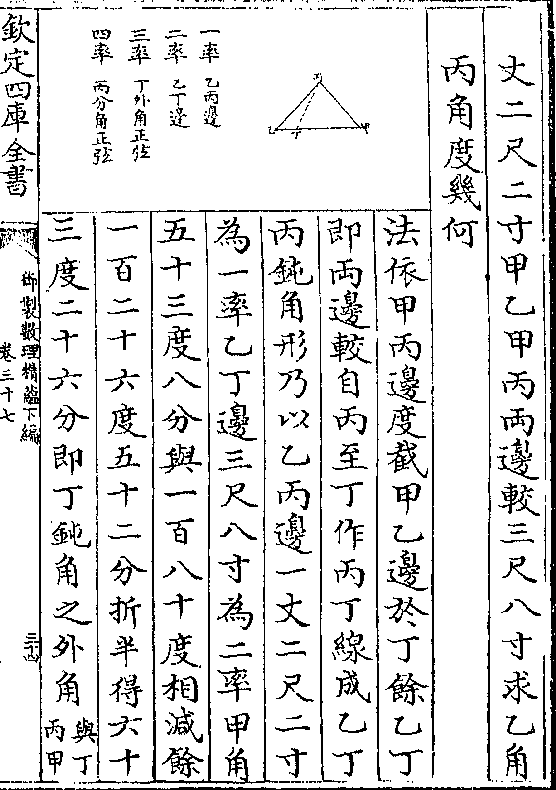 丈二尺二寸甲乙甲丙兩邊較三尺八寸求乙角
丙角度幾何
法依甲丙邊度截甲乙邊於丁餘乙丁
即兩邊較自丙至丁作丙丁線成乙丁
丙鈍角形乃以乙丙邊一丈二尺二寸
為一率乙丁邊三尺八寸為二率甲角
五十三度八分與一百八十度相減餘
一百二十六度五十二分折半得六十
三度二十六分即丁鈍角之外角與丁
丙甲
一率 乙丙邊
二率 乙丁邊
三率 丁外角正弦
四率 丙分角正弦
欽定四庫全書
御製數理精蘊下編
卷三十七
三十四